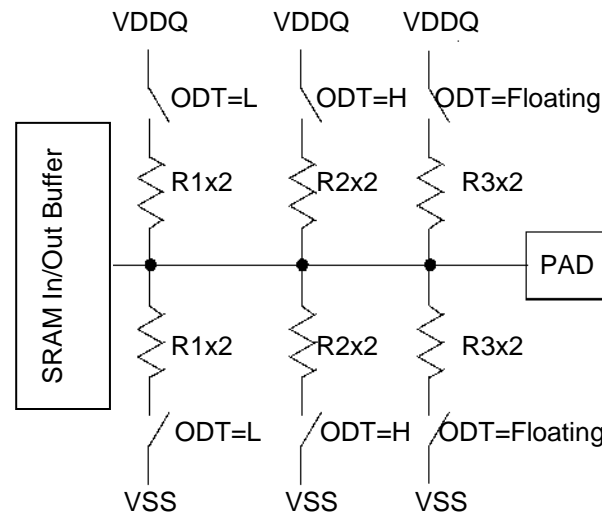 VDDQ VDDQ VDDQ
ODT=L ODT=H ODT=Floating
R1x2 R2x2 R3x2
SRAM In/Out Buffer
PAD
R1x2 R2x2 R3x2
ODT=L ODT=H ODT=Floating
VSS VSS VSS